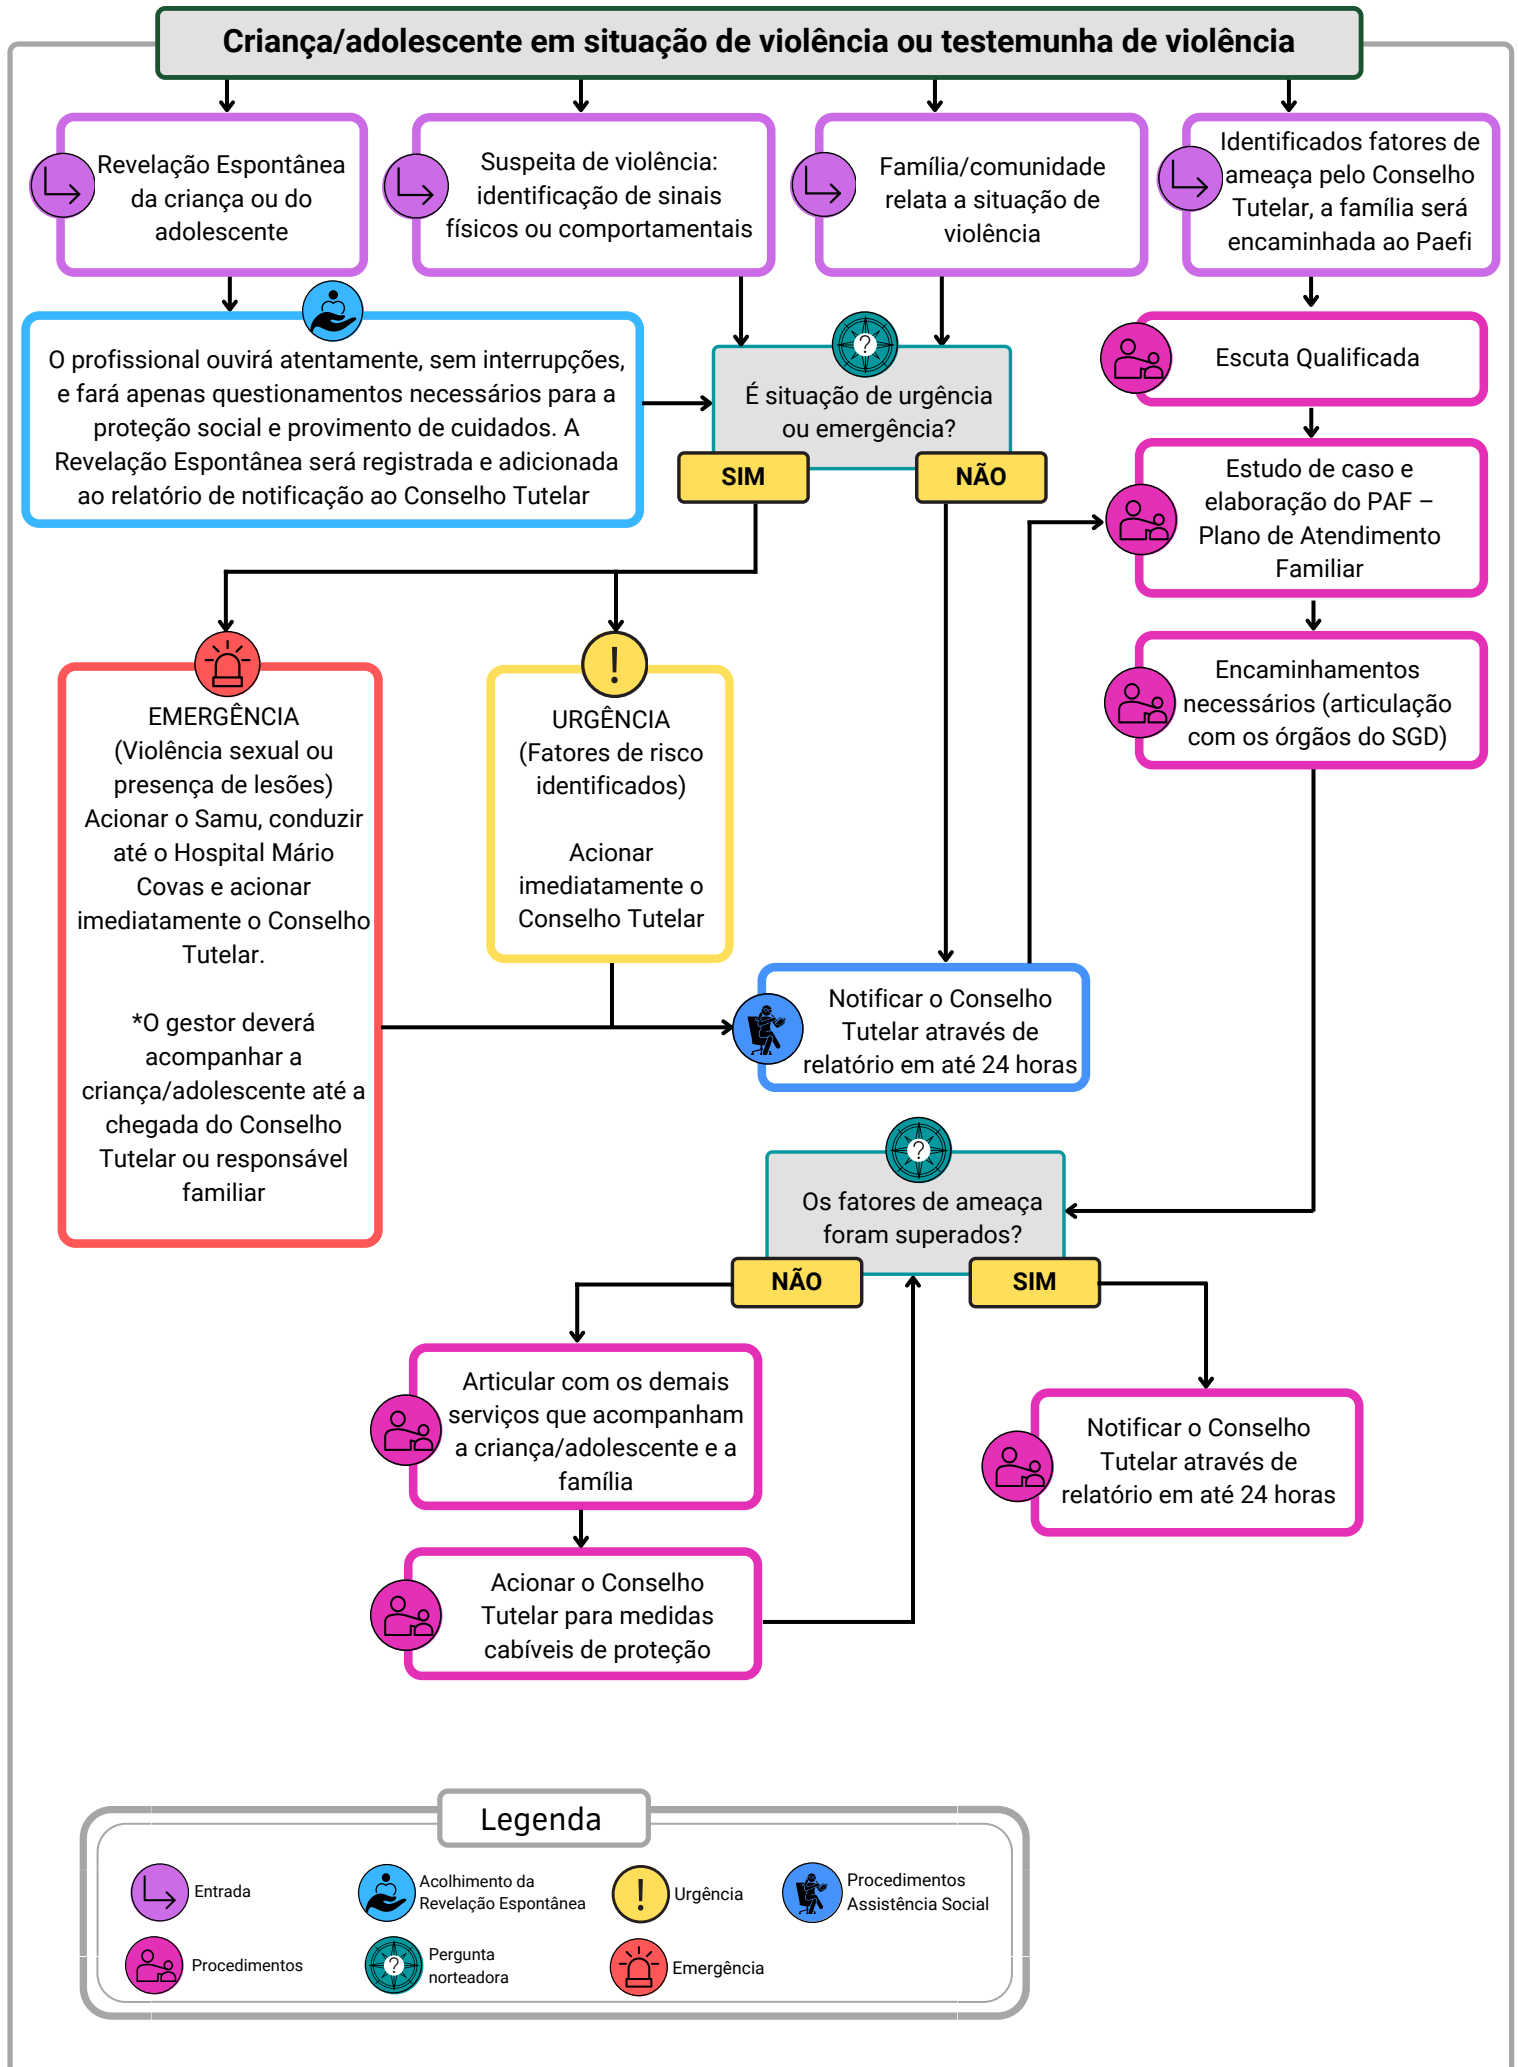 Criança/adolescente em situação de violência ou testemunha de violência
Revelação Espontânea
da criança ou do
adolescente
Suspeita de violência:
identificação de sinais
físicos ou comportamentais
Família/comunidade
relata a situação de
violência
Identificados fatores de
ameaça pelo Conselho
Tutelar, a família será
encaminhada ao Paefi
O profissional ouvirá atentamente, sem interrupções,
e fará apenas questionamentos necessários para a
proteção social e provimento de cuidados. A
Revelação Espontânea será registrada e adicionada
ao relatório de notificação ao Conselho Tutelar
?
É situação de urgência
ou emergência?
SIM
NÃO
Escuta Qualificada
Estudo de caso e
elaboração do PAF –
Plano de Atendimento
Familiar
Encaminhamentos
necessários (articulação
com os órgãos do SGD)
EMERGÊNCIA
(Violência sexual ou
presença de lesões)
Acionar o Samu, conduzir
até o Hospital Mário
Covas e acionar
imediatamente o Conselho
Tutelar.
*O gestor deverá
acompanhar a
criança/adolescente até a
chegada do Conselho
Tutelar ou responsável
familiar
!
URGÊNCIA
(Fatores de risco
identificados)
Acionar
imediatamente o
Conselho Tutelar
Notificar o Conselho
Tutelar através de
relatório em até 24 horas
?
Os fatores de ameaça
foram superados?
NÃO
SIM
Articular com os demais
serviços que acompanham
a criança/adolescente e a
família
Notificar o Conselho
Tutelar através de
relatório em até 24 horas
Acionar o Conselho
Tutelar para medidas
cabíveis de proteção
Legenda
Entrada
Acolhimento da
Revelação Espontânea
!
Urgência
Procedimentos
Assistência Social
Procedimentos
?
Pergunta
norteadora
Emergência